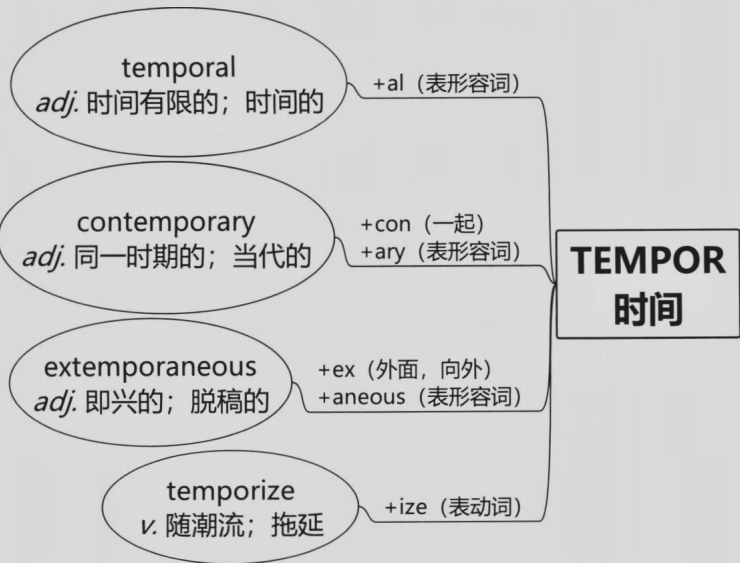 temporal
adj. 时间有限的；时间的
+al（表形容词）
contemporary
adj. 同一时期的；当代的
+con（一起）
+ary（表形容词）
TEMPOR
时间
extemporaneous
adj. 即兴的；脱稿的
+ex（外面，向外）
+aneous（表形容词）
temporize
v. 随潮流；拖延
+ize（表动词）